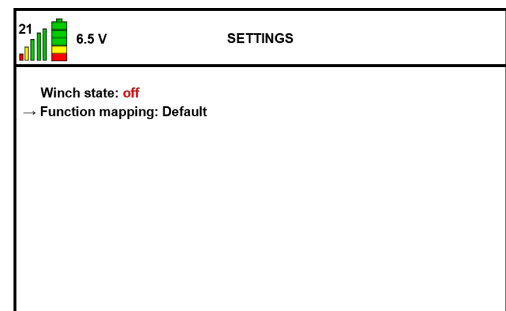 21
6.5 V
SETTINGS
Winch state: off
→ Function mapping: Default